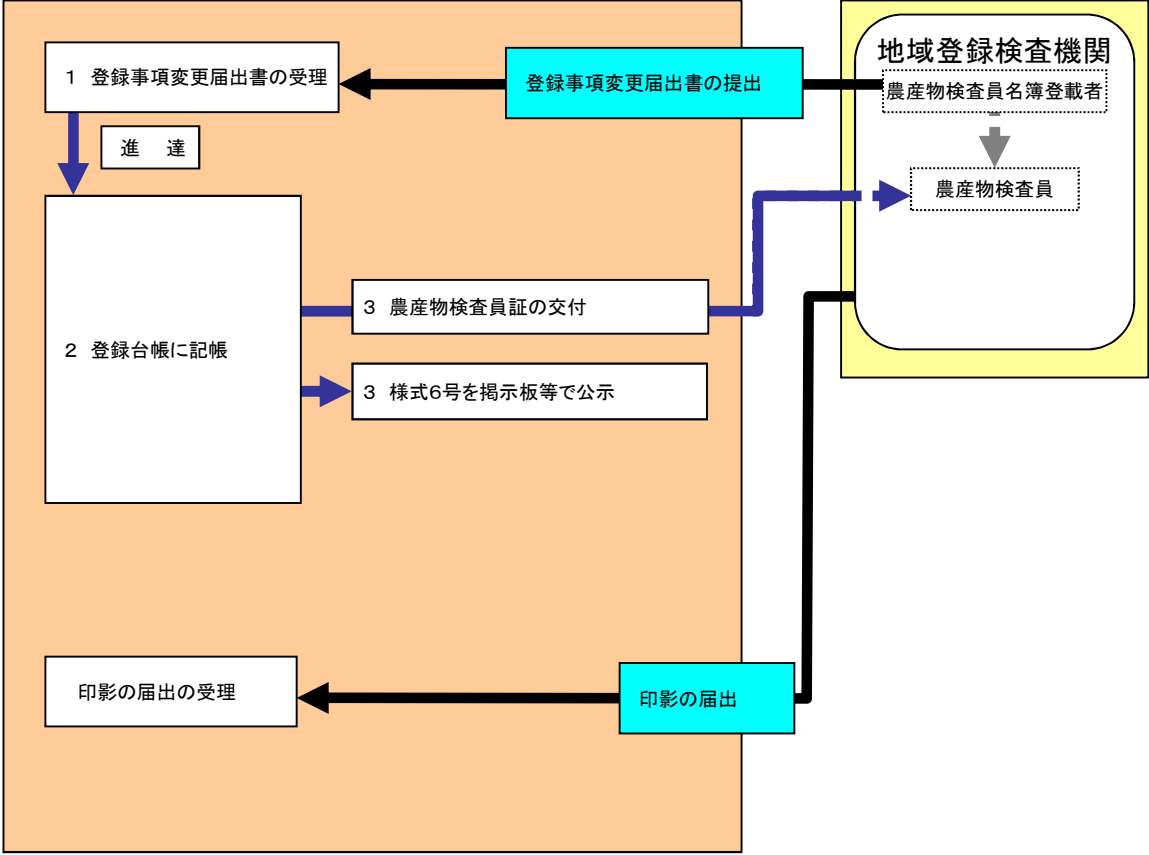 地域登録検査機関
1 登録事項変更届出書の受理
登録事項変更届出書の提出
農産物検査員名簿登載者
進 達
農産物検査員
3 農産物検査員証の交付
2 登録台帳に記帳
3 様式6号を掲示板等で公示
印影の届出の受理
印影の届出